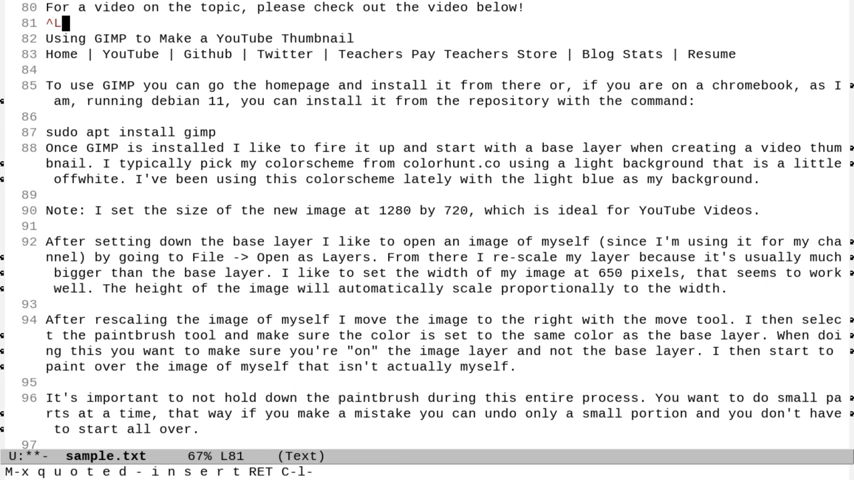 80 For a video on the topic, please check out the video below!
81 ^L
82 Using GIMP to Make a YouTube Thumbnail
83 Home | YouTube | Github | Twitter | Teachers Pay Teachers Store | Blog Stats | Resume
84
85 To use GIMP you can go the homepage and install it from there or, if you are on a chromebook, as I
am, running debian 11, you can install it from the repository with the command:
86
87 sudo apt install gimp
88 Once GIMP is installed I like to fire it up and start with a base layer when creating a video thum
bnail. I typically pick my colorscheme from colorhunt.co using a light background that is a little
offwhite. I've been using this colorscheme lately with the light blue as my background.
89
90 Note: I set the size of the new image at 1280 by 720, which is ideal for YouTube Videos.
91
92 After setting down the base layer I like to open an image of myself (since I'm using it for my cha
nnel) by going to File -> Open as Layers. From there I re-scale my layer because it's usually much
bigger than the base layer. I like to set the width of my image at 650 pixels, that seems to work
well. The height of the image will automatically scale proportionally to the width.
93
94 After rescaling the image of myself I move the image to the right with the move tool. I then selec
t the paintbrush tool and make sure the color is set to the same color as the base layer. When doi
ng this you want to make sure you're "on" the image layer and not the base layer. I then start to
paint over the image of myself that isn't actually myself.
95
96 It's important to not hold down the paintbrush during this entire process. You want to do small pa
rts at a time, that way if you make a mistake you can undo only a small portion and you don't have
to start all over.
97
U:**-  sample.txt     67% L81    (Text)
M-x q u o t e d - i n s e r t RET C-l-